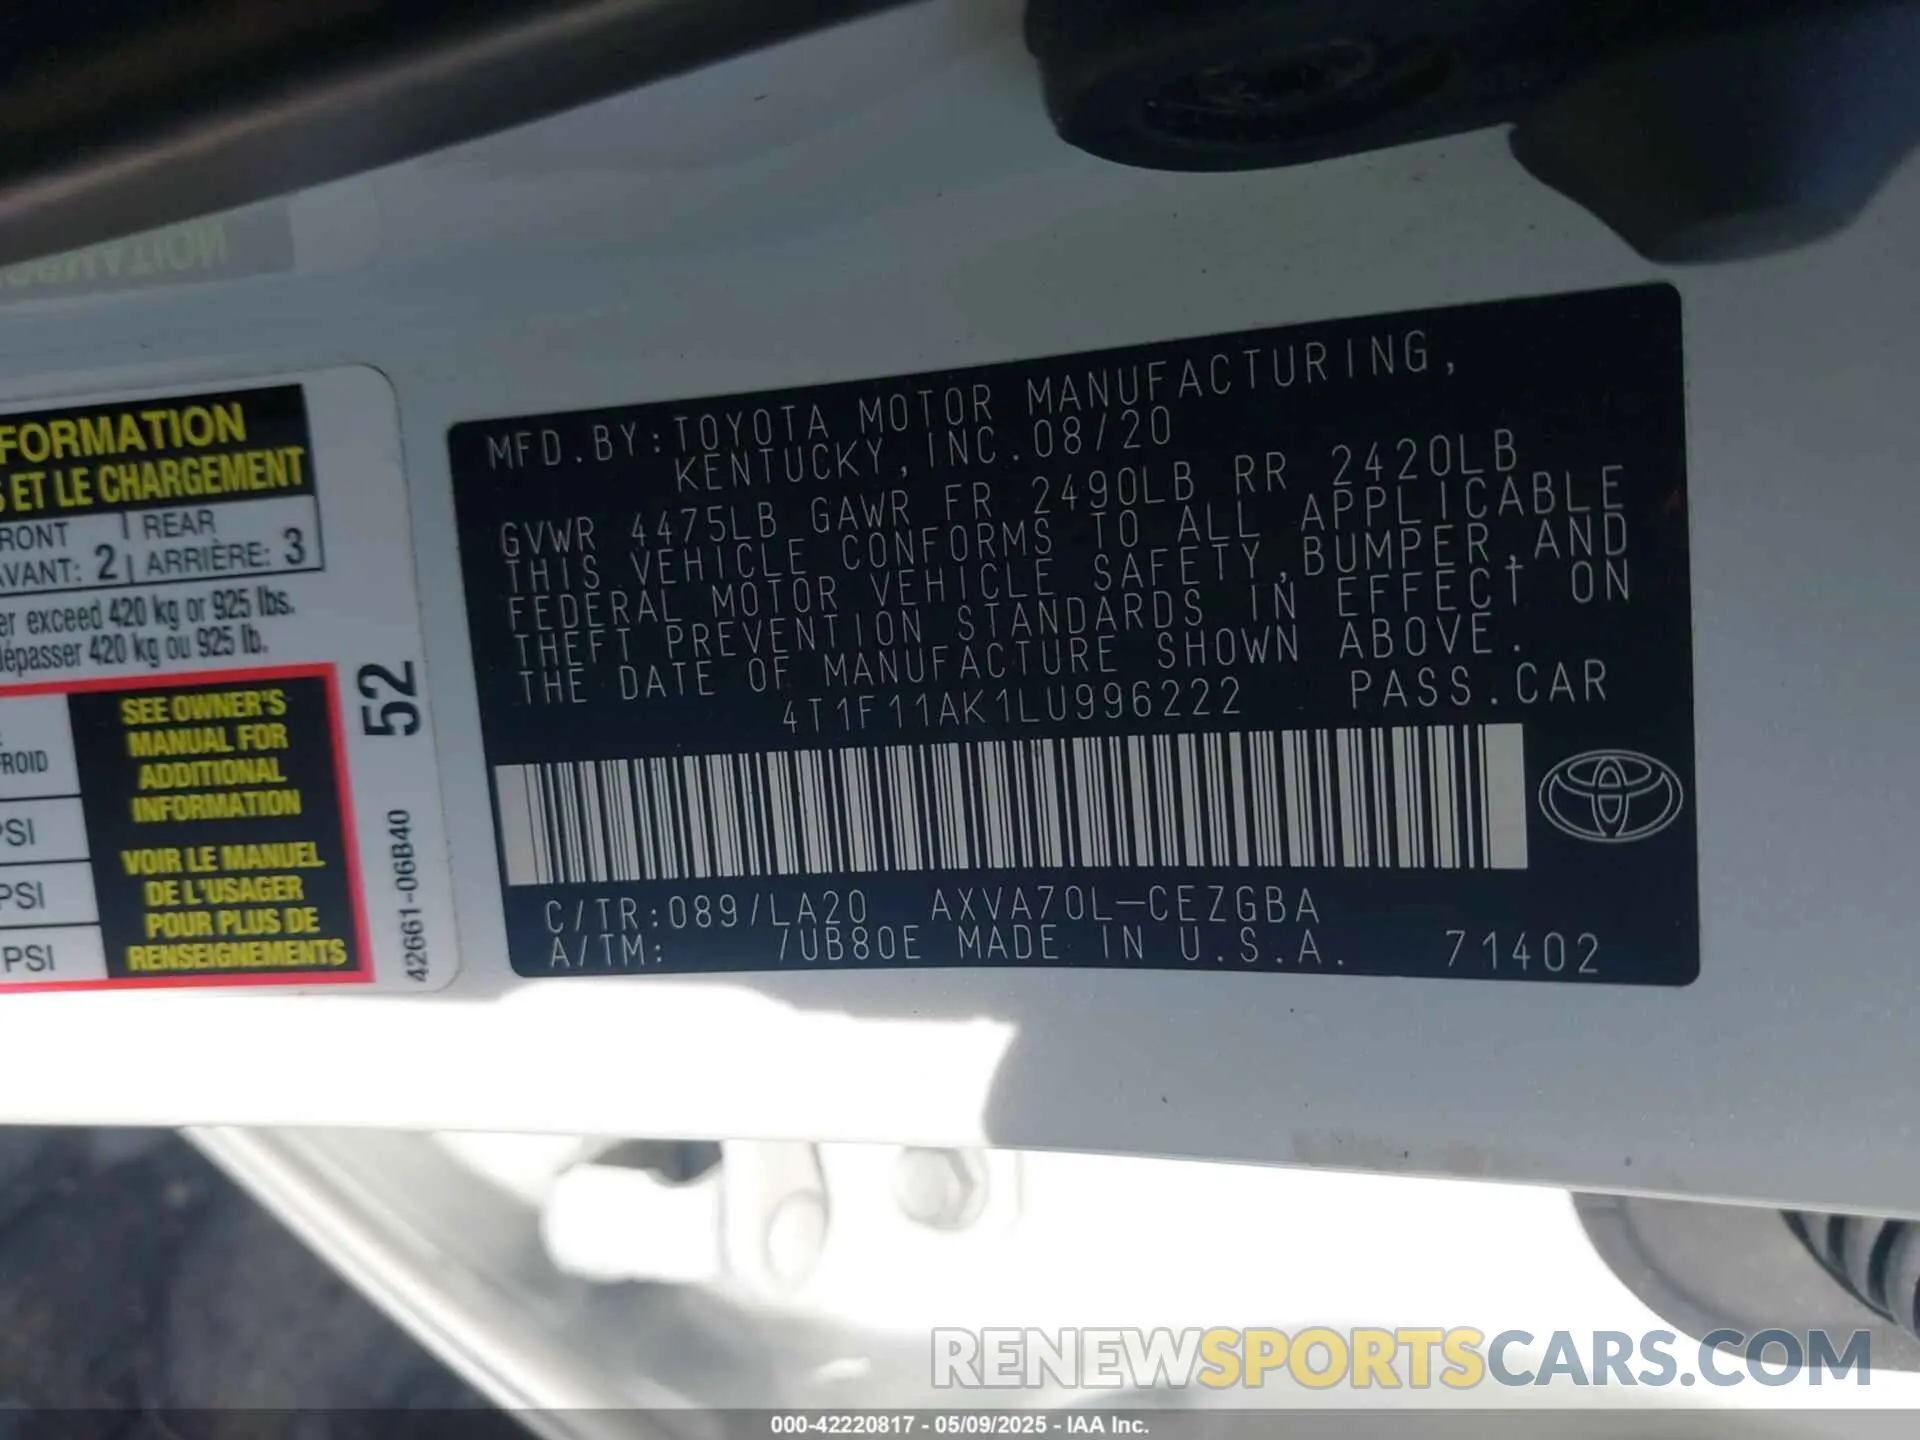 NOITAM
FORMATION
S ET LE CHARGEMENT
RONT
REAR
AVANT: 2
ARRIÈRE: 3
er exceed 420 kg or 925 lbs.
dépasser 420 kg ou 925 lb.
ROID
PSI
PSI
PSI
SEE OWNER'S
MANUAL FOR
ADDITIONAL
INFORMATION
VOIR LE MANUEL
DE L'USAGER
POUR PLUS DE
RENSEIGNEMENTS
52
42661-06B40
MFD.BY:TOYOTA MOTOR MANUFACTURING,
KENTUCKY,INC.08/20
GVWR 4475LB GAWR FR 2490LB RR 2420LB
THIS VEHICLE CONFORMS TO ALL APPLICABLE
FEDERAL MOTOR VEHICLE SAFETY,BUMPER,AND
THEFT PREVENTION STANDARDS IN EFFECT ON
THE DATE OF MANUFACTURE SHOWN ABOVE.
4T1F11AK1LU996222 PASS.CAR
C/TR:089/LA20 AXVA70L-CEZGBA
A/TM: /UB80E MADE IN U.S.A. 71402
RENEWSPORTSCARS.COM
000-42220817 - 05/09/2025 - IAA Inc.